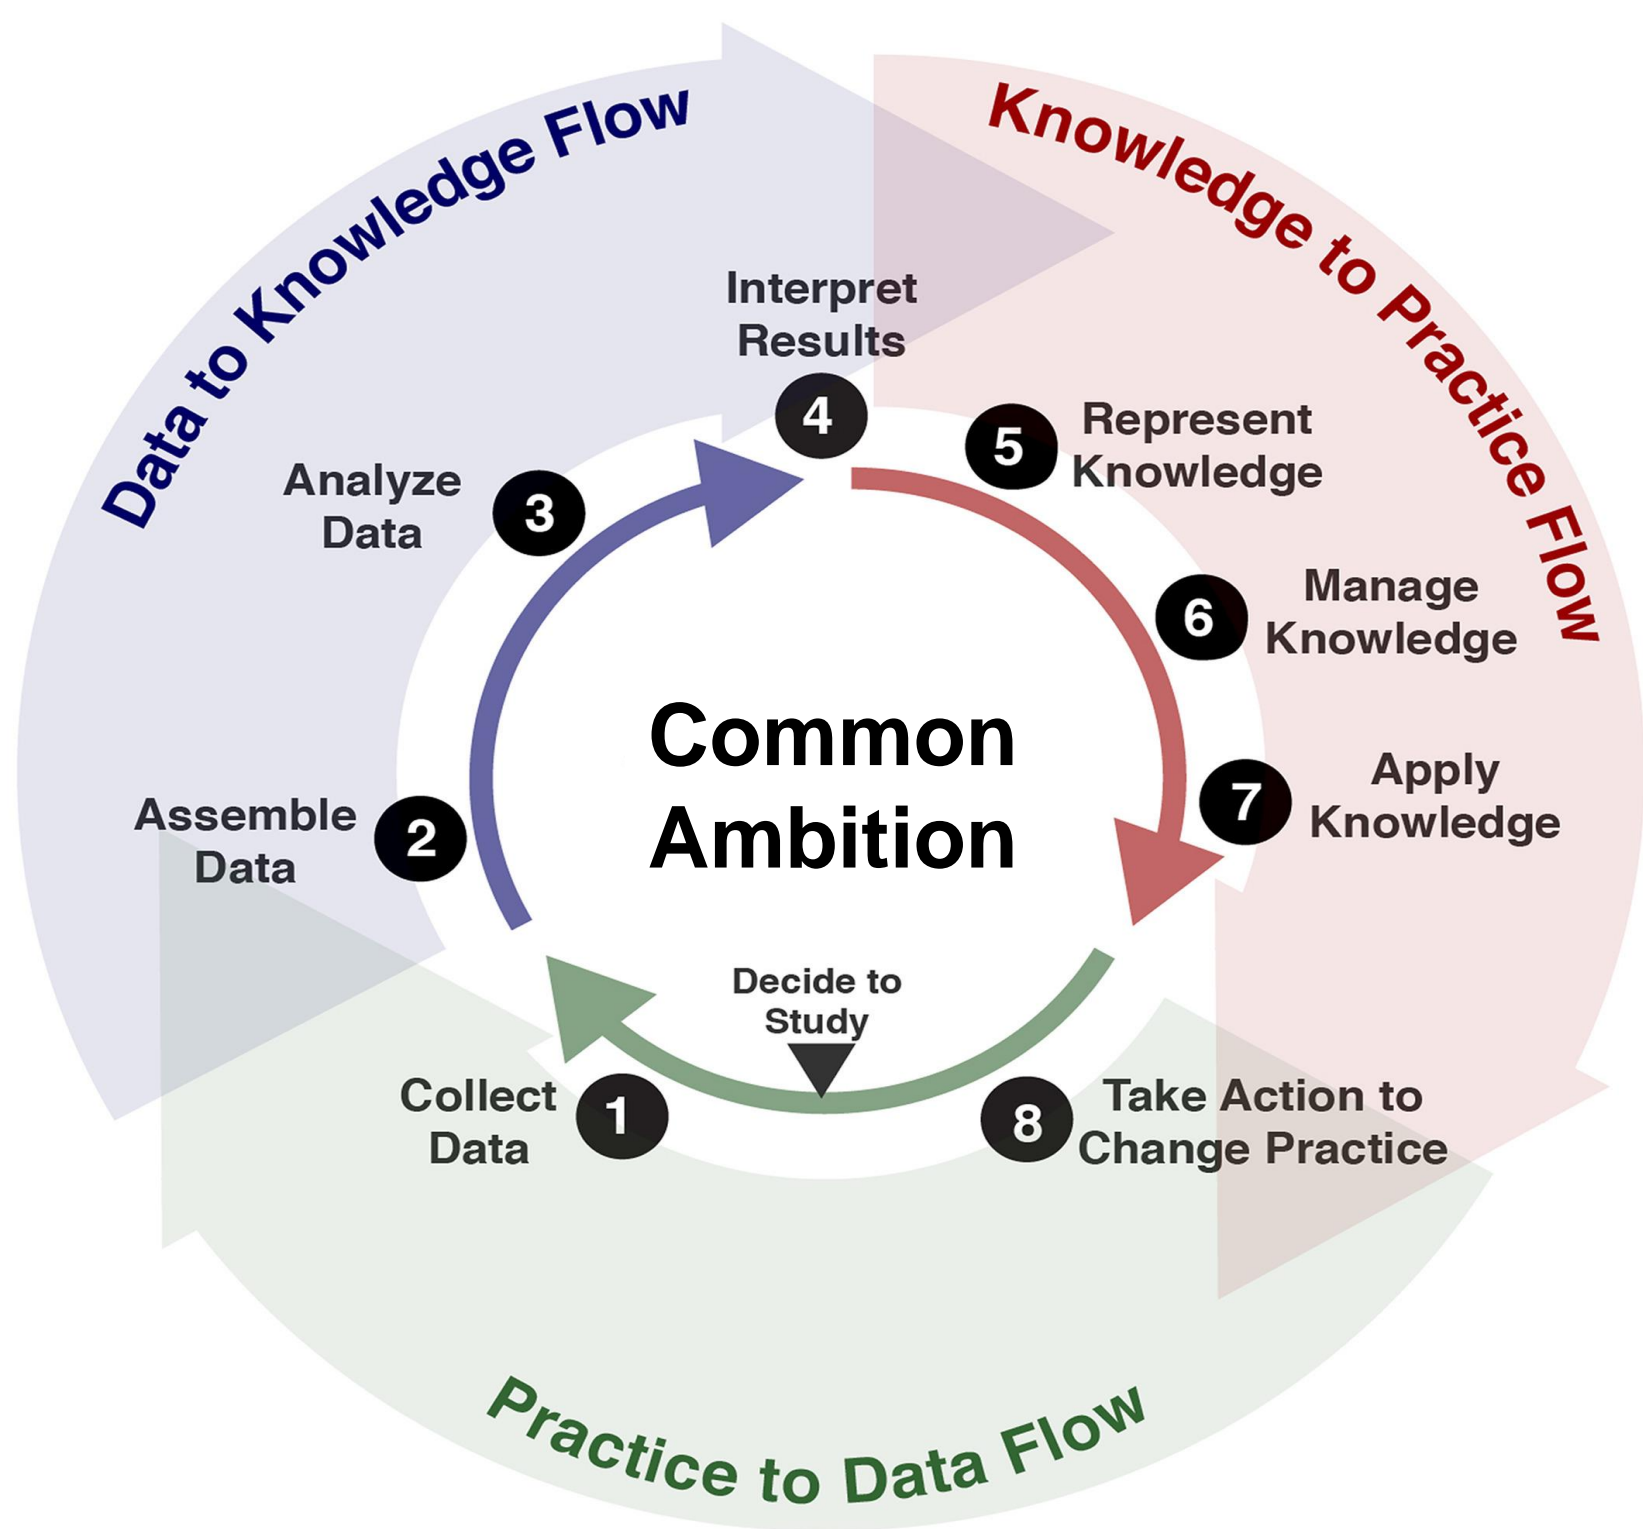 Data to Knowledge Flow
Knowledge to Practice Flow
Interpret
Results
4
5
Represent
Knowledge
Analyze
Data
3
6
Manage
Knowledge
Common
Ambition
Assemble
Data
2
7
Apply
Knowledge
Decide to
Study
Collect
Data
1
8
Take Action to
Change Practice
Practice to Data Flow